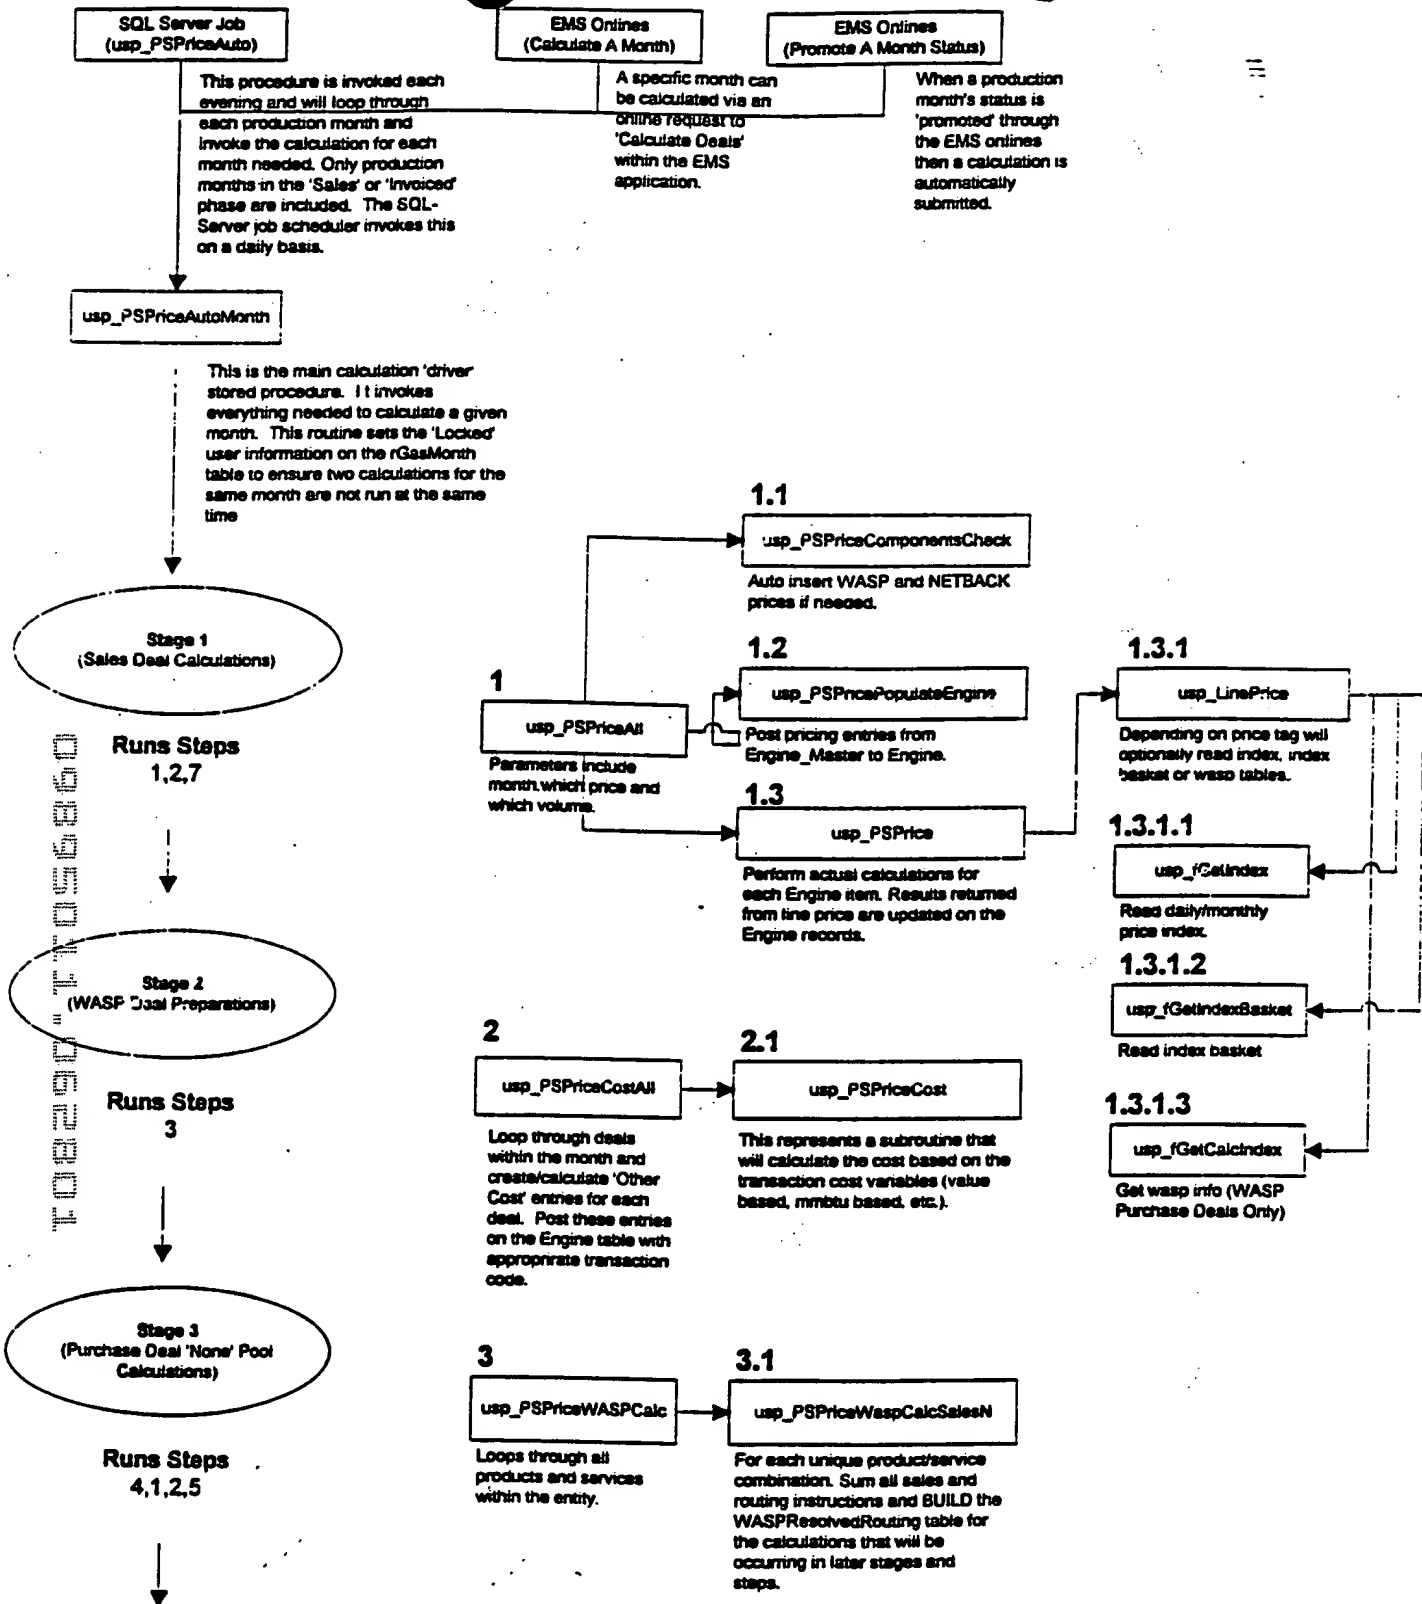 SQL Server Job
(usp_PSPriceAuto)
EMS Onlines
(Calculate A Month)
EMS Onlines
(Promote A Month Status)
This procedure is invoked each
evening and will loop through
each production month and
invoke the calculation for each
month needed. Only production
months in the 'Sales' or 'Invoiced'
phase are included. The SQL-
Server job scheduler invokes this
on a daily basis.
A specific month can
be calculated via an
online request to
'Calculate Deals'
within the EMS
application.
When a production
month's status is
'promoted' through
the EMS onlines
then a calculation is
automatically
submitted.
usp_PSPriceAutoMonth
This is the main calculation 'driver'
stored procedure. I t invokes
everything needed to calculate a given
month. This routine sets the 'Locked'
user information on the rGasMonth
table to ensure two calculations for the
same month are not run at the same
time
Stage 1
(Sales Deal Calculations)
Runs Steps
1,2,7
Stage 2
(WASP Deal Preparations)
Runs Steps
3
Stage 3
(Purchase Deal 'None' Pool
Calculations)
Runs Steps
4,1,2,5
1
usp_PSPriceAll
Parameters include
month,which price and
which volume.
1.1
usp_PSPriceComponentsCheck
Auto insert WASP and NETBACK
prices if needed.
1.2
usp_PSPricePopulateEngine
Post pricing entries from
Engine_Master to Engine.
1.3
usp_PSPrice
Perform actual calculations for
each Engine item. Results returned
from line price are updated on the
Engine records.
1.3.1
usp_LinePrice
Depending on price tag will
optionally read index, index
basket or wasp tables.
1.3.1.1
usp_fGetIndex
Read daily/monthly
price index.
1.3.1.2
usp_fGetIndexBasket
Read index basket
1.3.1.3
usp_fGetCalcIndex
Get wasp info (WASP
Purchase Deals Only)
2
usp_PSPriceCostAll
Loop through deals
within the month and
create/calculate 'Other
Cost' entries for each
deal. Post these entries
on the Engine table with
approprirate transaction
code.
2.1
usp_PSPriceCost
This represents a subroutine that
will calculate the cost based on the
transaction cost variables (value
based, mmbtu based, etc.).
3
usp_PSPriceWASPCalc
Loops through all
products and services
within the entity.
3.1
usp_PSPriceWaspCalcSalesN
For each unique product/service
combination. Sum all sales and
routing instructions and BUILD the
WASPResolvedRouting table for
the calculations that will be
occurring in later stages and
steps.
09895011.062801